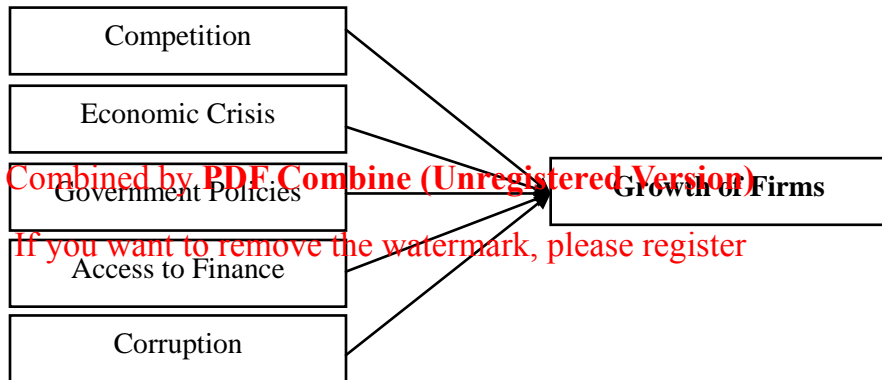 Competition
Economic Crisis
Combined by PDF Combine (Unregistered Version)
Government Policies
Growth of Firms
If you want to remove the watermark, please register
Access to Finance
Corruption